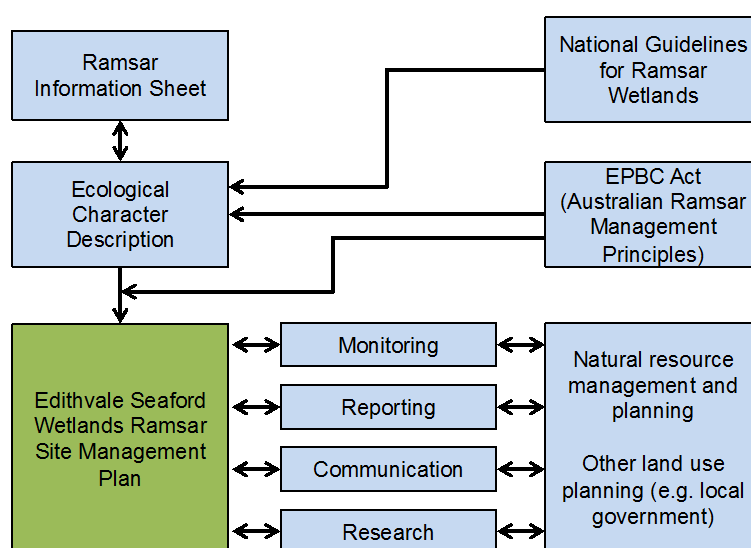 Ramsar
Information Sheet
National Guidelines
for Ramsar
Wetlands
Ecological
Character
Description
EPBC Act
(Australian Ramsar
Management
Principles)
Edithvale Seaford
Wetlands Ramsar
Site Management
Plan
Monitoring
Reporting
Communication
Research
Natural resource
management and
planning
Other land use
planning (e.g. local
government)